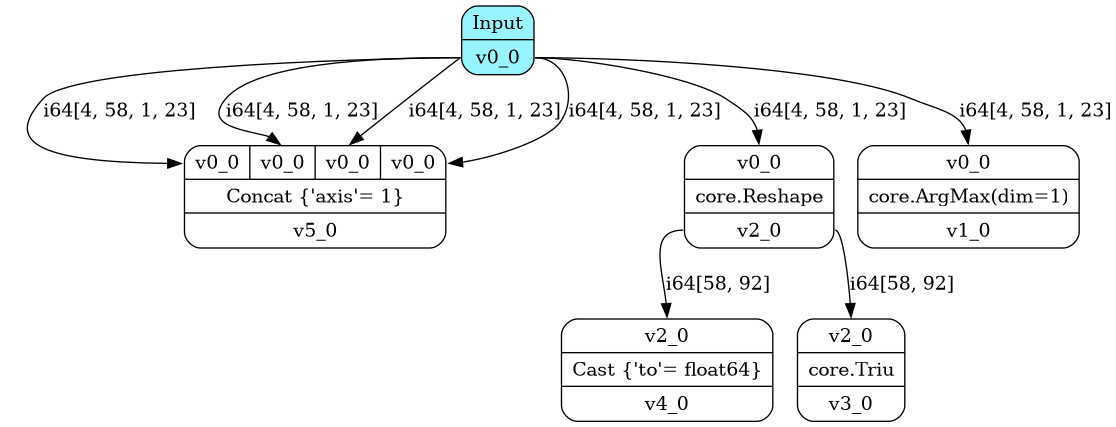 Input
v0_0
i64[4, 58, 1, 23] i64[4, 58, 1, 23] i64[4, 58, 1, 23] i64[4, 58, 1, 23] i64[4, 58, 1, 23] i64[4, 58, 1, 23]
v0_0 v0_0 v0_0 v0_0
Concat {'axis'= 1}
v5_0
v0_0
core.Reshape
v2_0
v0_0
core.ArgMax(dim=1)
v1_0
i64[58, 92] i64[58, 92]
v2_0
Cast {'to'= float64}
v4_0
v2_0
core.Triu
v3_0